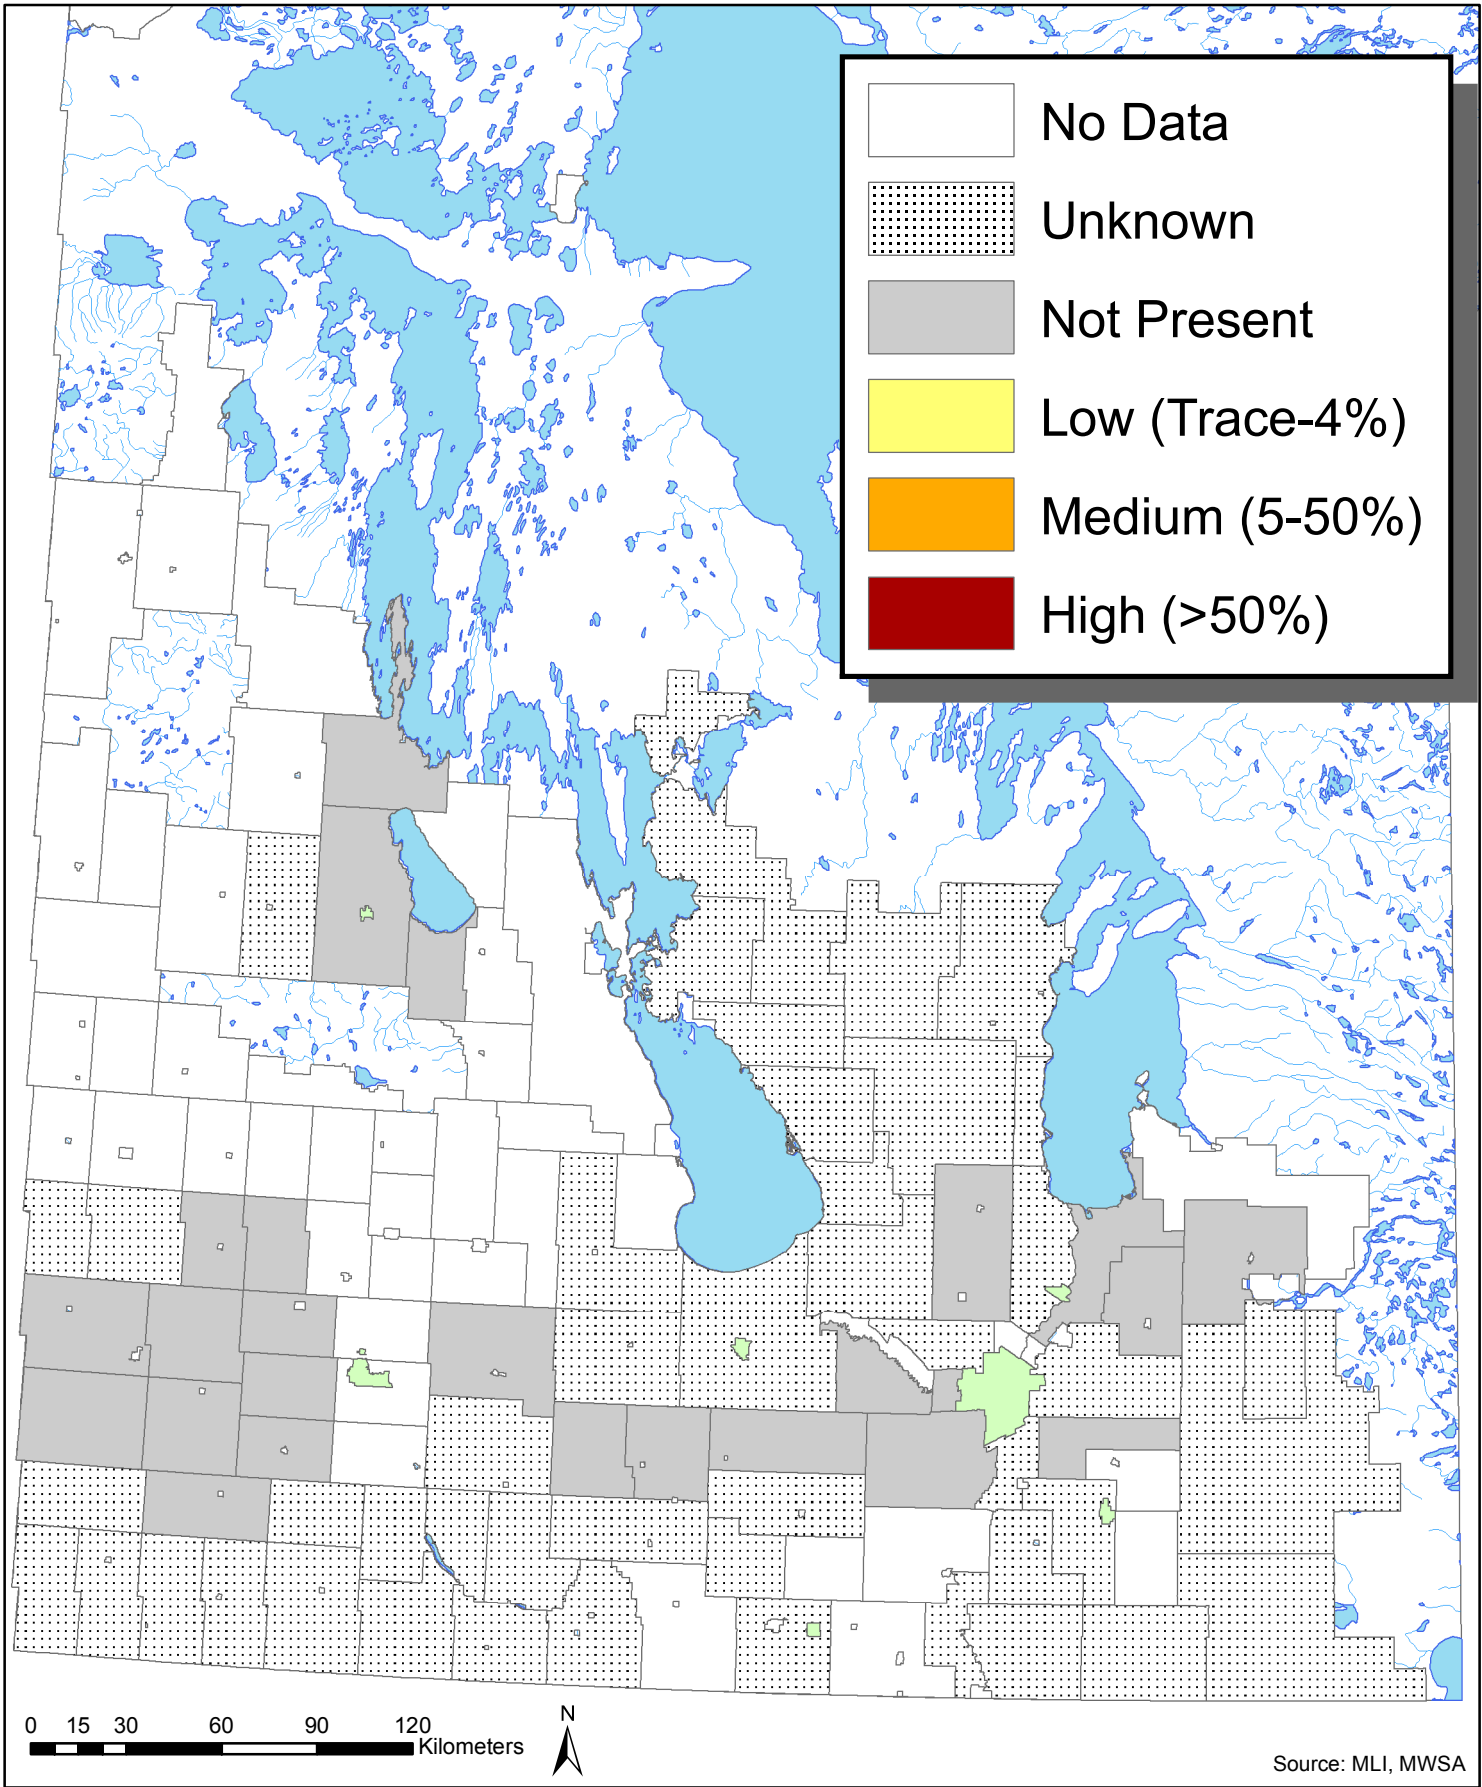 No Data
Unknown
Not Present
Low (Trace-4%)
Medium (5-50%)
High (>50%)
0 15 30 60 90 120
Kilometers
N
Source: MLI, MWSA